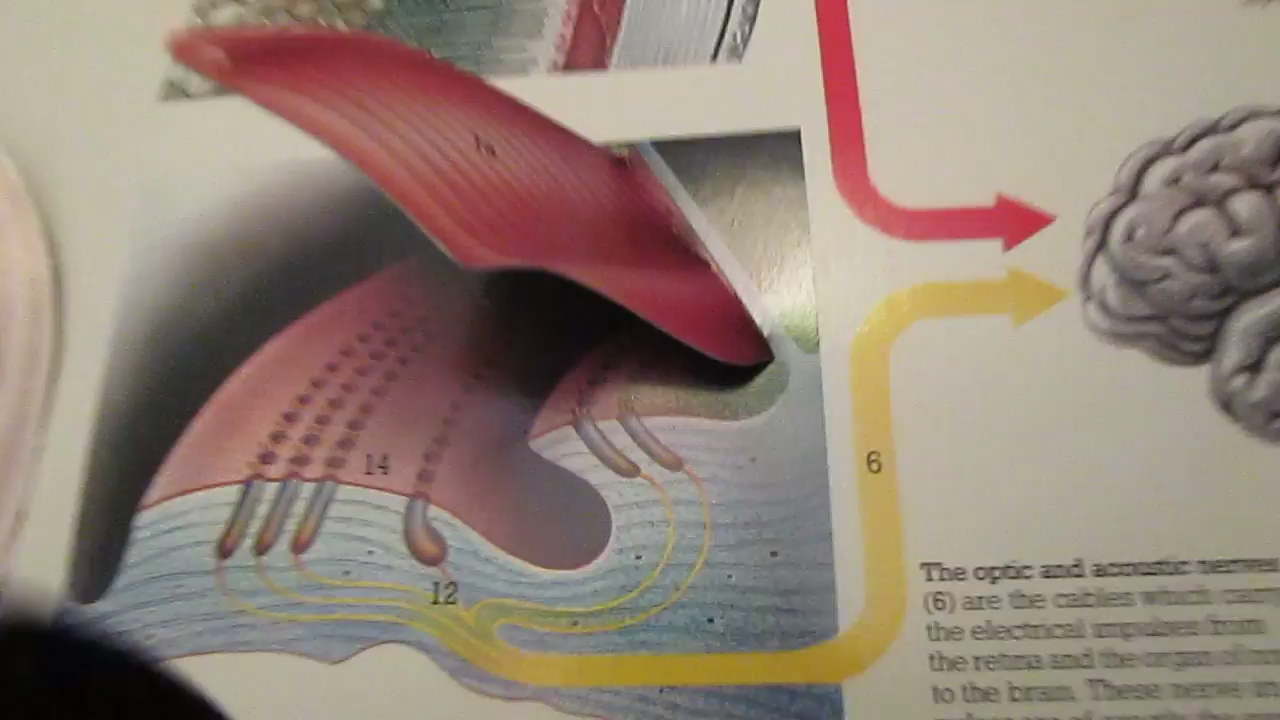 14
12
6
The optic and acoustic nerves
(6) are the cables which carry
the electrical impulses from
the retina and the organ of
to the brain. These nerve